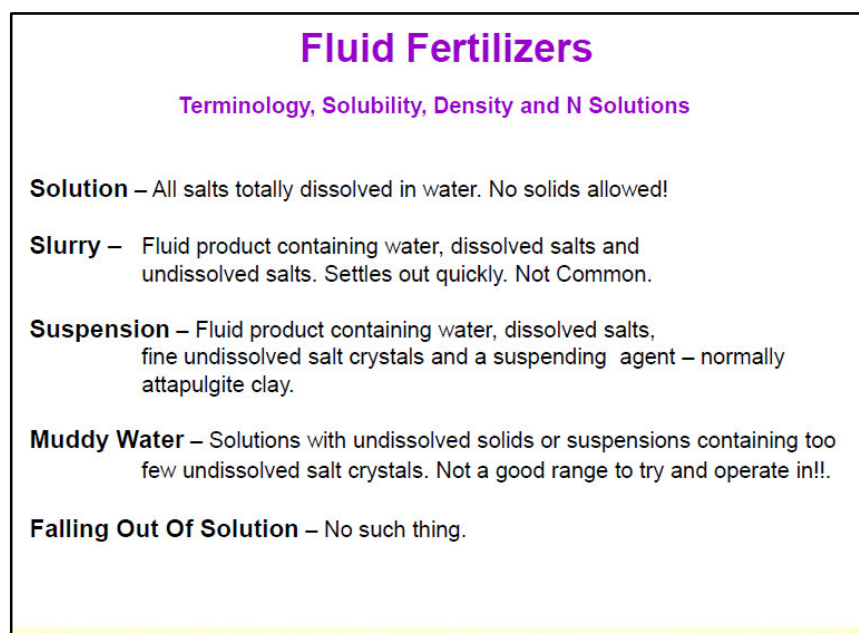 Fluid Fertilizers
Terminology, Solubility, Density and N Solutions
Solution – All salts totally dissolved in water. No solids allowed!
Slurry – Fluid product containing water, dissolved salts and
undissolved salts. Settles out quickly. Not Common.
Suspension – Fluid product containing water, dissolved salts,
fine undissolved salt crystals and a suspending agent – normally
attapulgite clay.
Muddy Water – Solutions with undissolved solids or suspensions containing too
few undissolved salt crystals. Not a good range to try and operate in!!.
Falling Out Of Solution – No such thing.